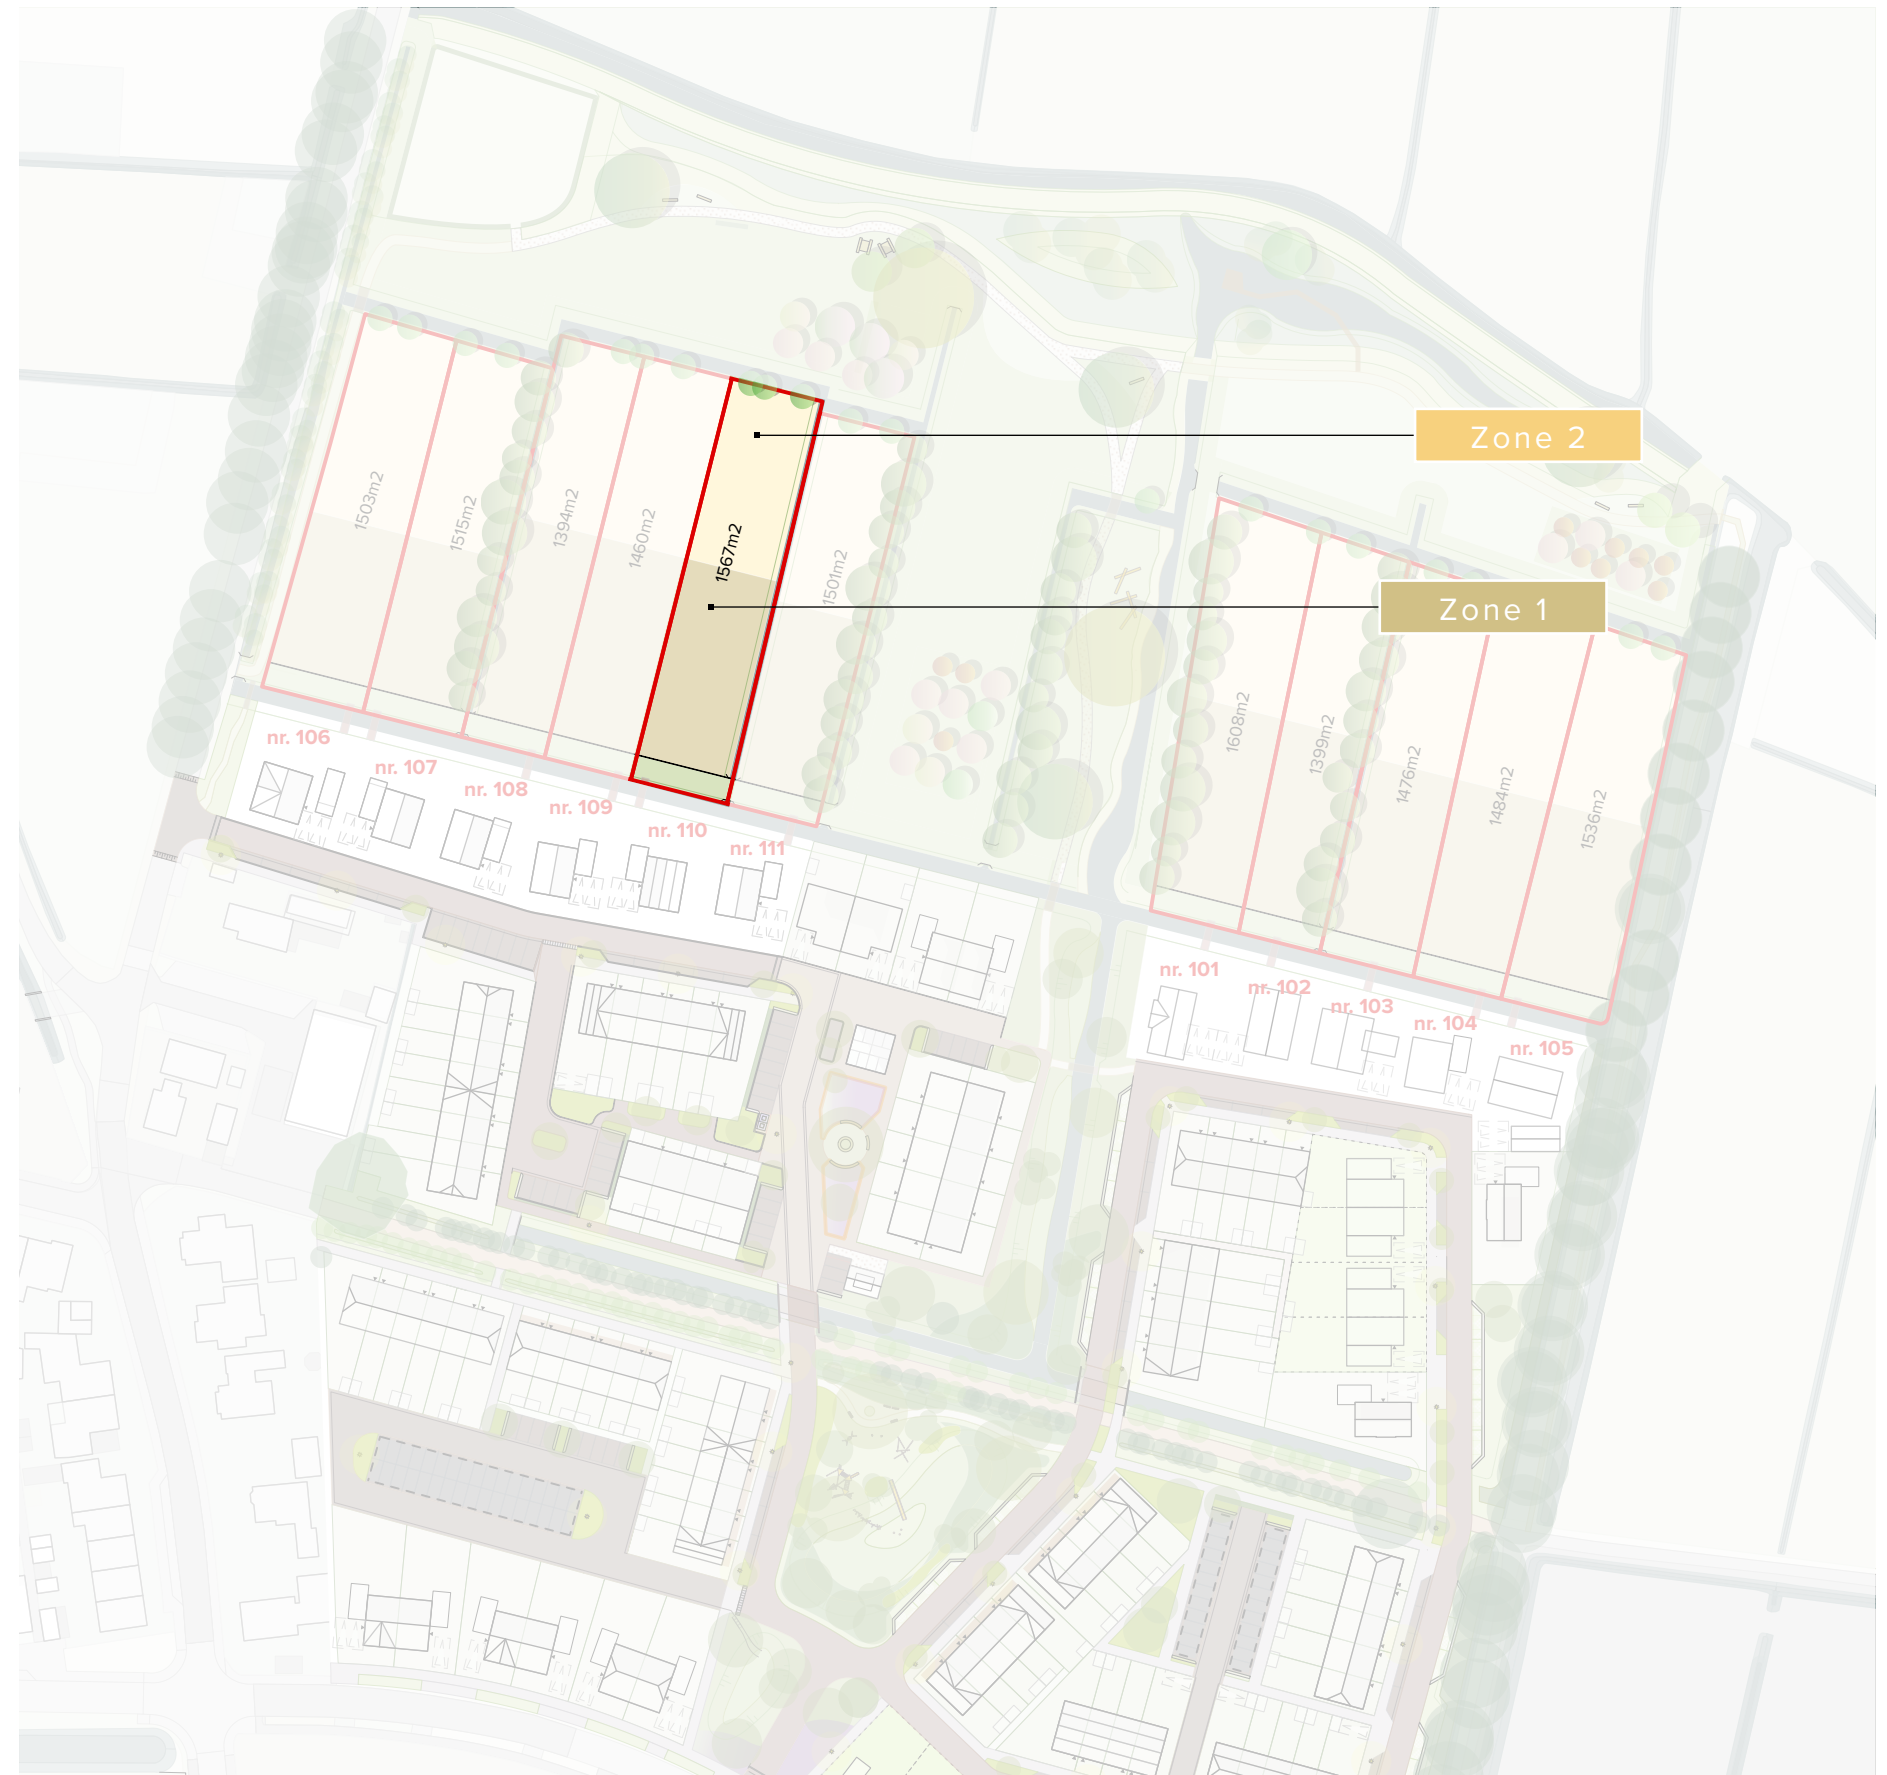 Zone 2
1503m2
1515m2
1394m2
1460m2
1567m2
1501m2
Zone 1
1608m2
1399m2
1476m2
1484m2
1536m2
nr. 106
nr. 107
nr. 108
nr. 109
nr. 110
nr. 111
nr. 101
nr. 102
nr. 103
nr. 104
nr. 105